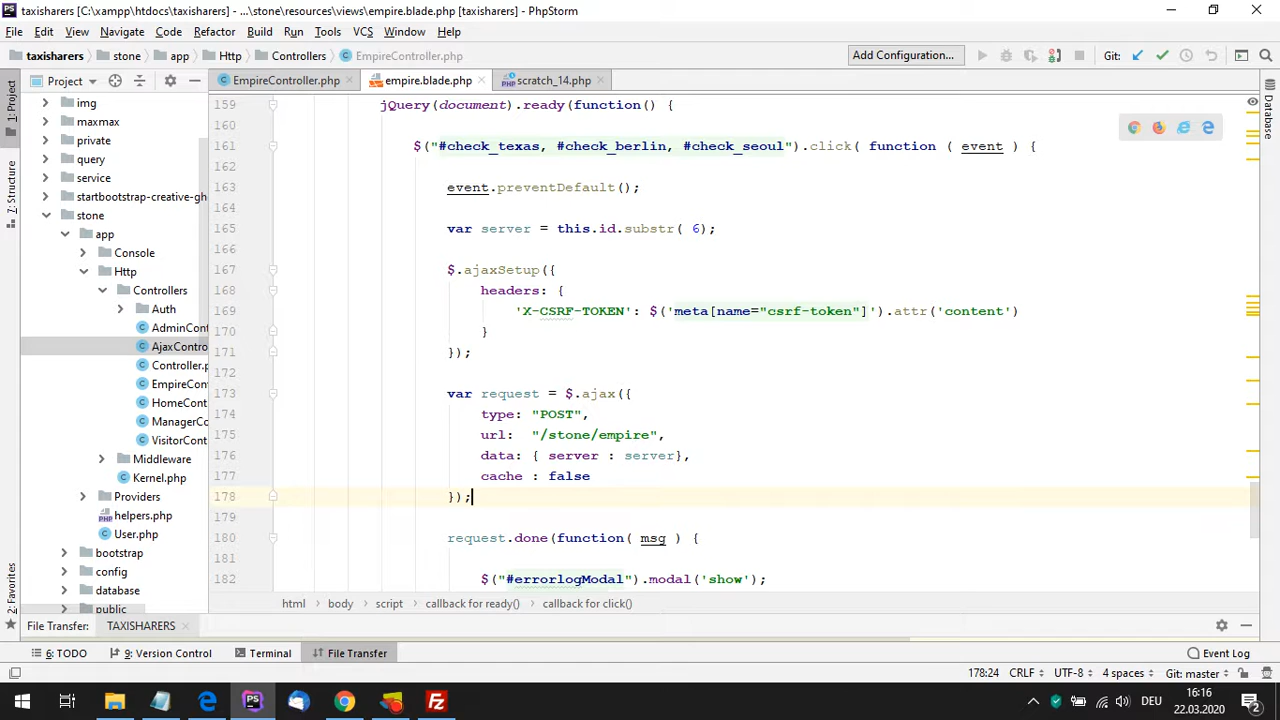 taxisharers [C:\xampp\htdocs\taxisharers] - ...\stone\resources\views\empire.blade.php [taxisharers] - PhpStorm
File Edit View Navigate Code Refactor Build Run Tools VCS Window Help
taxisharers stone app Http Controllers EmpireController.php Add Configuration... Git:
Project EmpireController.php empire.blade.php scratch_14.php
1: Project
Z: Structure
2: Favorites
Database
img
maxmax
private
query
service
startbootstrap-creative-gh
stone
app
Console
Http
Controllers
Auth
AdminCont
AjaxContro
Controller.p
EmpireCont
HomeCont
ManagerCo
VisitorCont
Middleware
Kernel.php
Providers
helpers.php
User.php
bootstrap
config
database
public
159 jQuery(document).ready(function() {
160
161 $("#check_texas, #check_berlin, #check_seoul").click( function ( event ) {
162
163 event.preventDefault();
164
165 var server = this.id.substr( 6);
166
167 $.ajaxSetup({
168 headers: {
169 'X-CSRF-TOKEN': $('meta[name="csrf-token"]').attr('content')
170 }
171 });
172
173 var request = $.ajax({
174 type: "POST",
175 url: "/stone/empire",
176 data: { server : server},
177 cache : false
178 });
179
180 request.done(function( msg ) {
181
182 $("#errorlogModal").modal('show');
html body script callback for ready() callback for click()
File Transfer: TAXISHARERS
6: TODO 9: Version Control Terminal File Transfer Event Log
178:24 CRLF UTF-8 4 spaces Git: master
DEU 16:16
22.03.2020
2